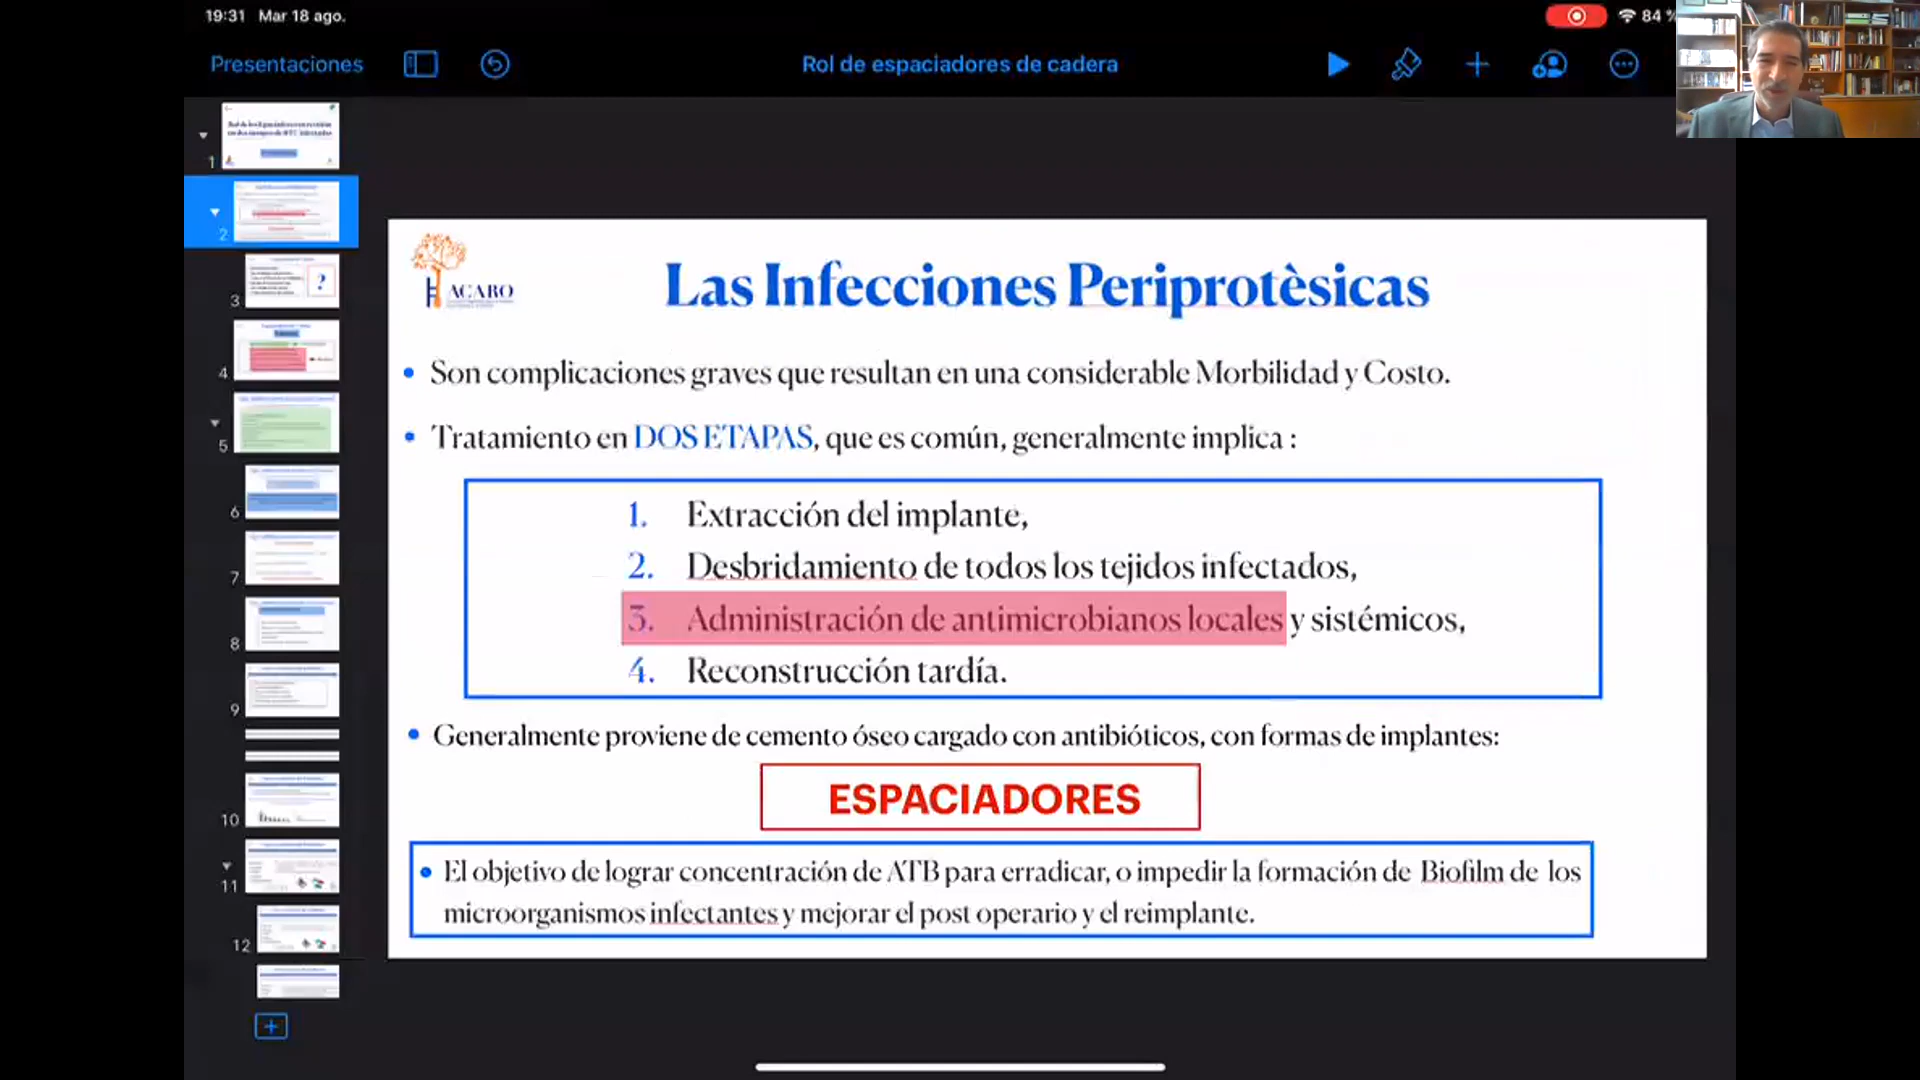 19:31 Mar 18 ago.
84 %
Presentaciones
Rol de espaciadores de cadera
1
2
3
4
5
6
7
8
9
10
11
12
?
ACARO
Las Infecciones Periprotèsicas
• Son complicaciones graves que resultan en una considerable Morbilidad y Costo.
• Tratamiento en DOS ETAPAS, que es común, generalmente implica :
1. Extracción del implante,
2. Desbridamiento de todos los tejidos infectados,
3. Administración de antimicrobianos locales y sistémicos,
4. Reconstrucción tardía.
• Generalmente proviene de cemento óseo cargado con antibióticos, con formas de implantes:
ESPACIADORES
• El objetivo de lograr concentración de ATB para erradicar, o impedir la formación de Biofilm de los
microorganismos infectantes y mejorar el post operario y el reimplante.